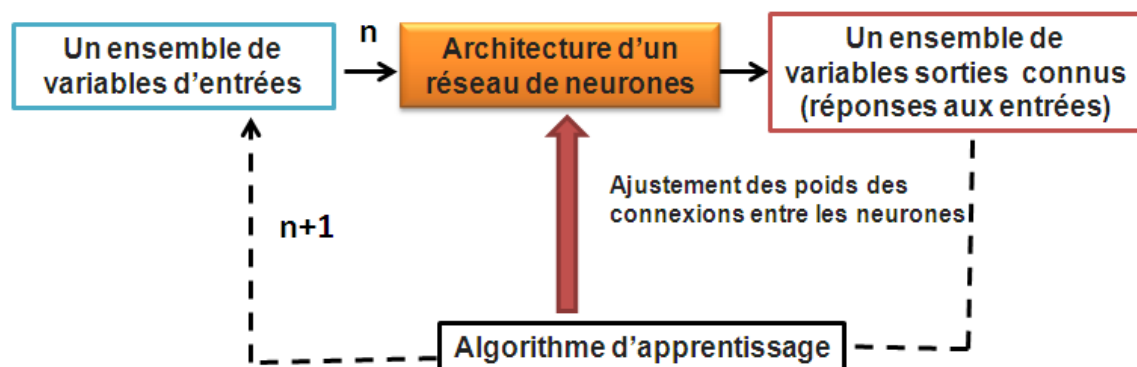 Un ensemble de
variables d'entrées
n
Architecture d'un
réseau de neurones
Un ensemble de
variables sorties connus
(réponses aux entrées)
Ajustement des poids des
connexions entre les neurones
n+1
Algorithme d'apprentissage